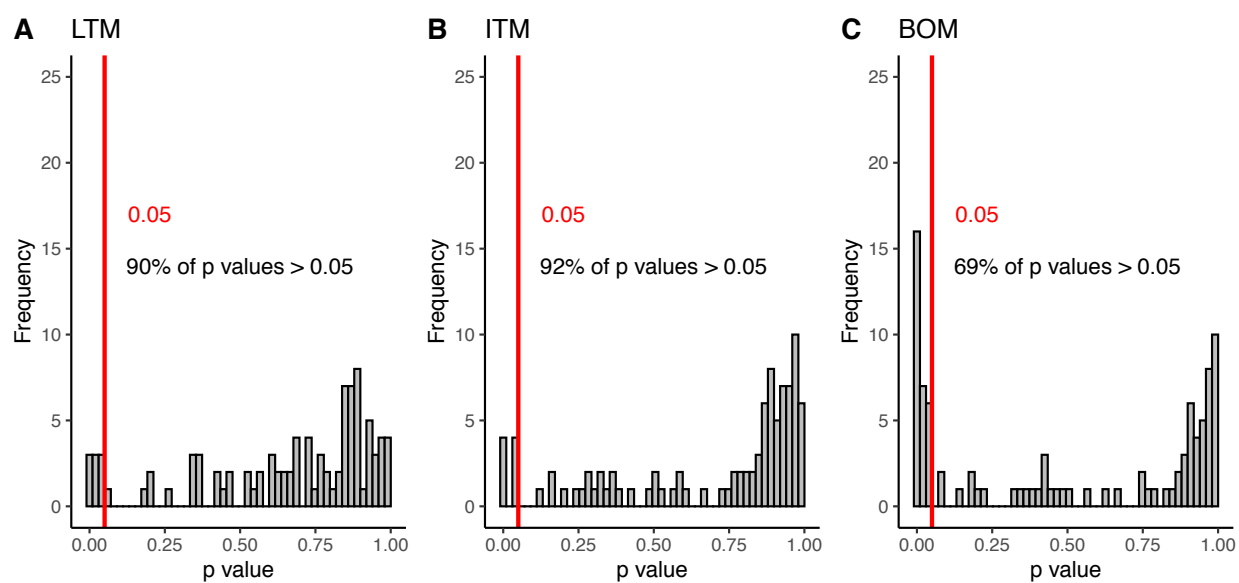 A LTM
25
20
15
10
5
0
Frequency
0.05
90% of p values > 0.05
0.00 0.25 0.50 0.75 1.00
p value
B ITM
25
20
15
10
5
0
Frequency
0.05
92% of p values > 0.05
0.00 0.25 0.50 0.75 1.00
p value
C BOM
25
20
15
10
5
0
Frequency
0.05
69% of p values > 0.05
0.00 0.25 0.50 0.75 1.00
p value